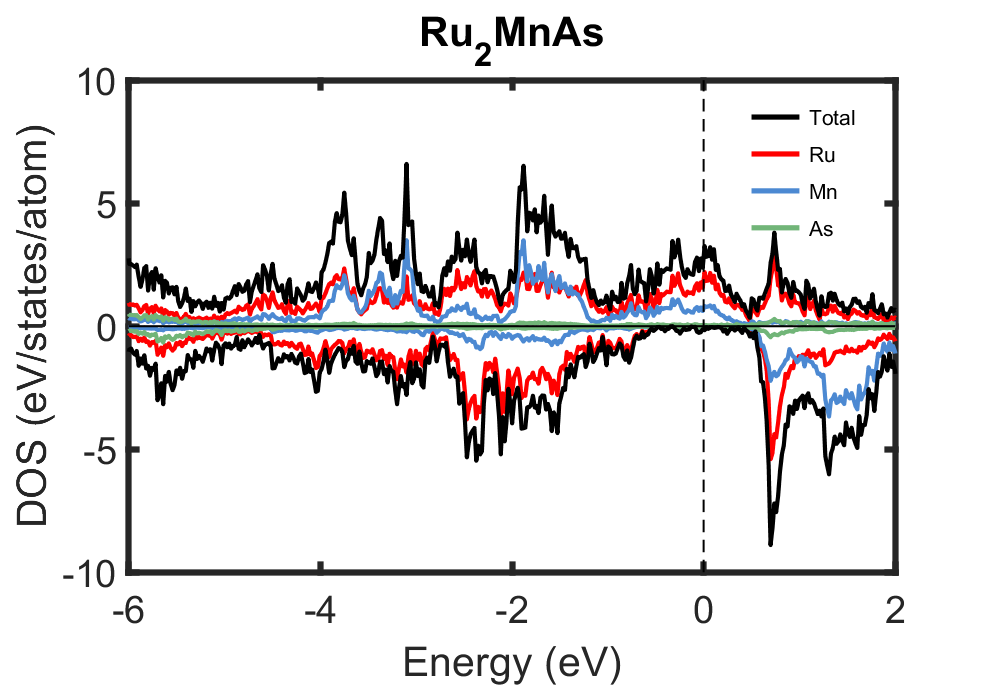 Ru2MnAs
10
5
0
-5
-10
DOS (eV/states/atom)
Total
Ru
Mn
As
-6
-4
-2
0
2
Energy (eV)